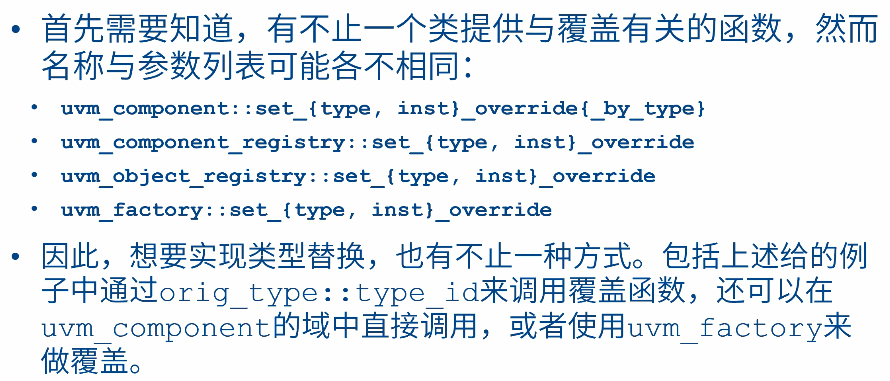 • 首先需要知道，有不止一个类提供与覆盖有关的函数，然而
名称与参数列表可能各不相同：
• uvm_component::set_{type, inst}_override{_by_type}
• uvm_component_registry::set_{type, inst}_override
• uvm_object_registry::set_{type, inst}_override
• uvm_factory::set_{type, inst}_override
• 因此，想要实现类型替换，也有不止一种方式。包括上述给的例
子中通过orig_type::type_id来调用覆盖函数，还可以在
uvm_component的域中直接调用，或者使用uvm_factory来
做覆盖。